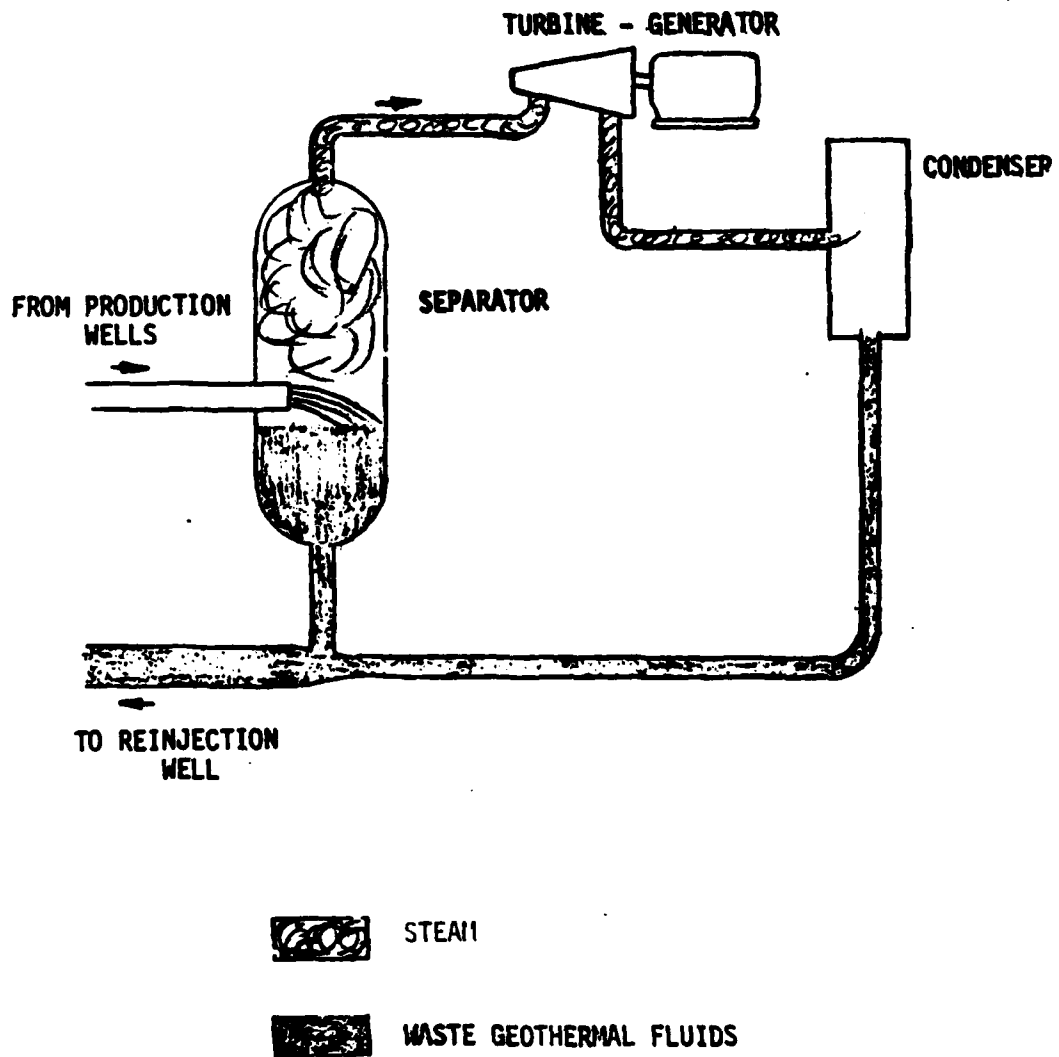 TURBINE - GENERATOR
CONDENSER
SEPARATOR
FROM PRODUCTION
WELLS
TO REINJECTION
WELL
STEAM
WASTE GEOTHERMAL FLUIDS